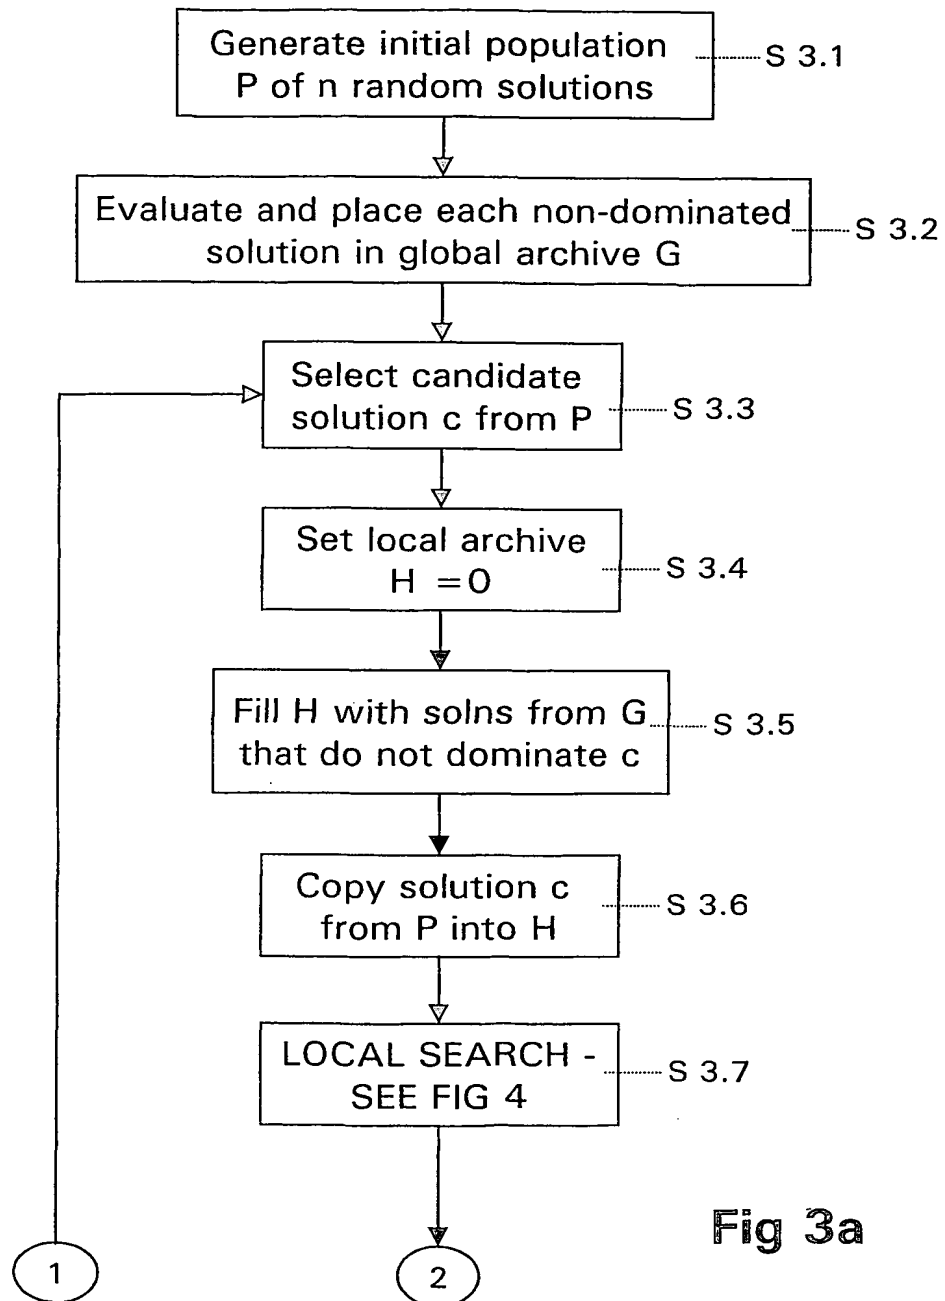 Generate initial population
P of n random solutions
S 3.1
Evaluate and place each non-dominated
solution in global archive G
S 3.2
Select candidate
solution c from P
S 3.3
Set local archive
H =0
S 3.4
Fill H with solns from G
that do not dominate c
S 3.5
Copy solution c
from P into H
S 3.6
LOCAL SEARCH -
SEE FIG 4
S 3.7
Fig 3a
1
2